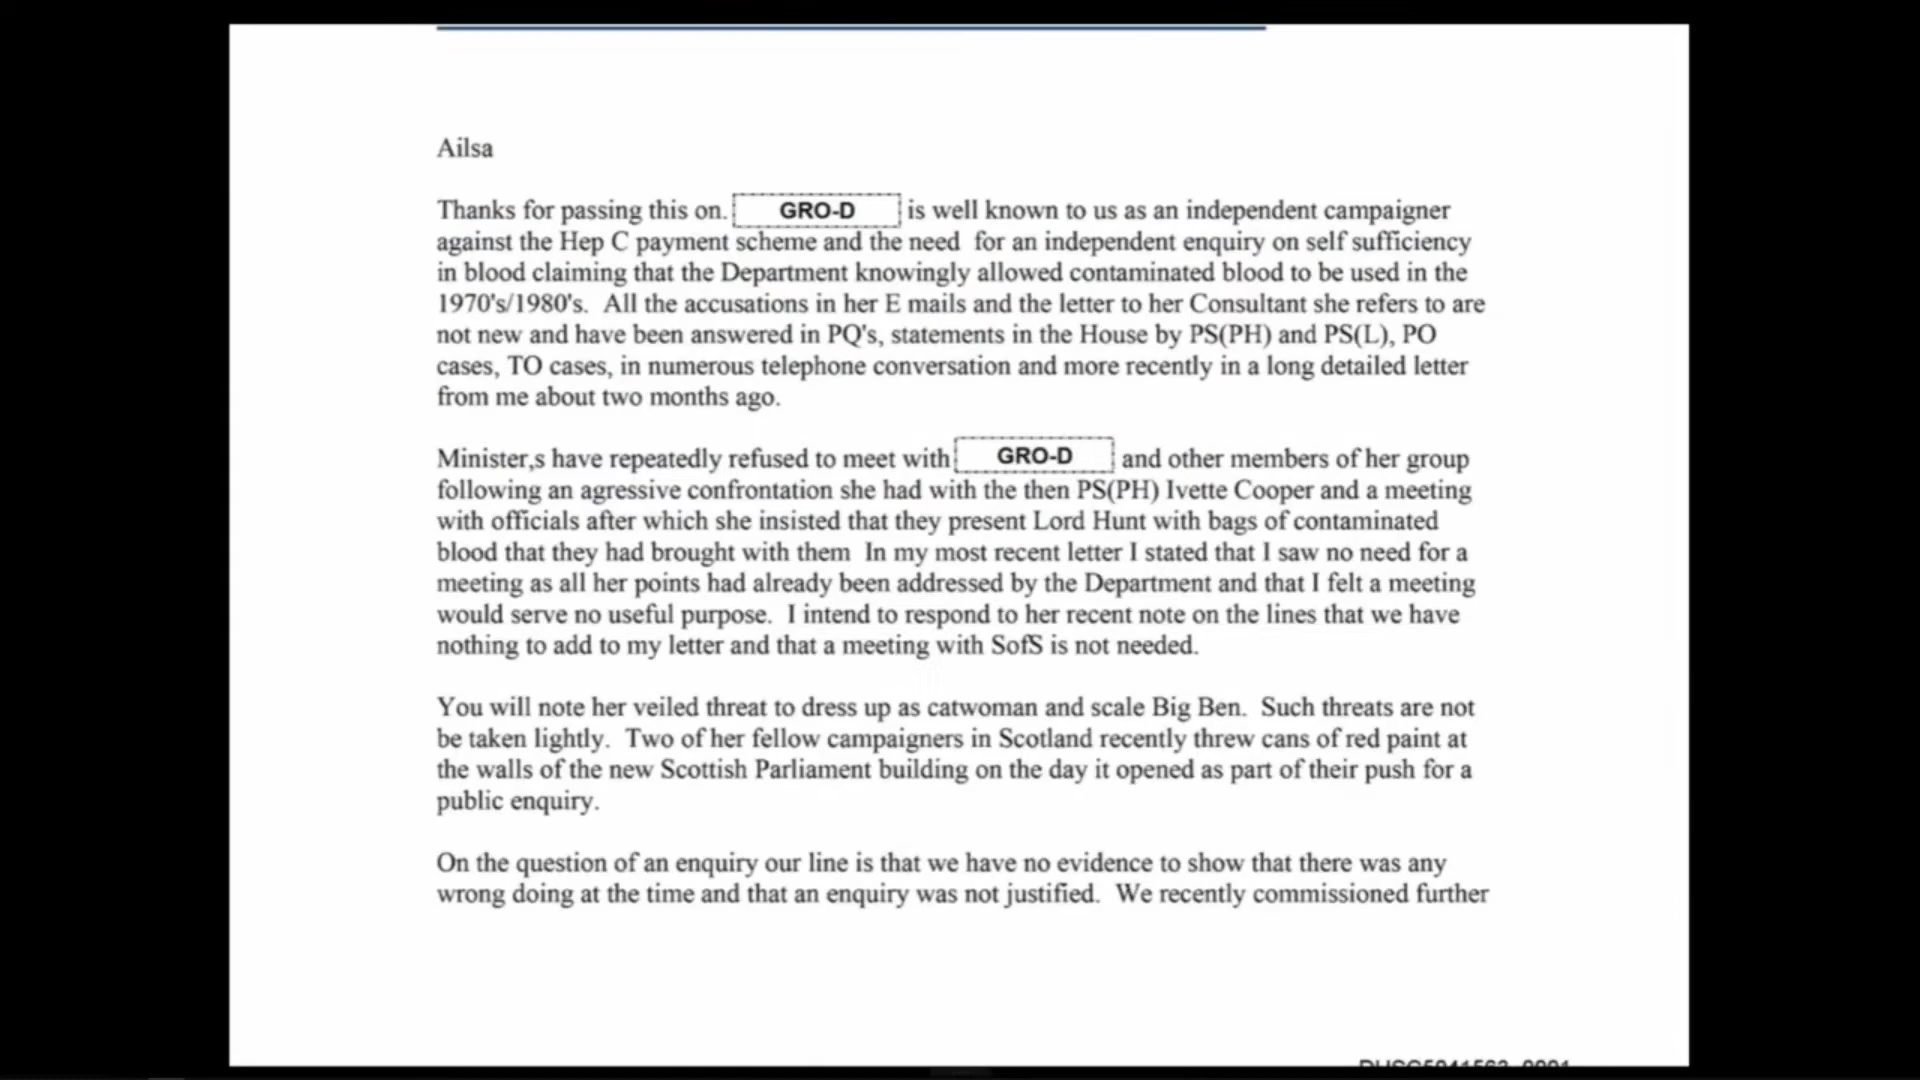 Ailsa
Thanks for passing this on. GRO-D is well known to us as an independent campaigner
against the Hep C payment scheme and the need for an independent enquiry on self sufficiency
in blood claiming that the Department knowingly allowed contaminated blood to be used in the
1970's/1980's. All the accusations in her E mails and the letter to her Consultant she refers to are
not new and have been answered in PQ's, statements in the House by PS(PH) and PS(L), PO
cases, TO cases, in numerous telephone conversation and more recently in a long detailed letter
from me about two months ago.
Minister,s have repeatedly refused to meet with GRO-D and other members of her group
following an agressive confrontation she had with the then PS(PH) Ivette Cooper and a meeting
with officials after which she insisted that they present Lord Hunt with bags of contaminated
blood that they had brought with them In my most recent letter I stated that I saw no need for a
meeting as all her points had already been addressed by the Department and that I felt a meeting
would serve no useful purpose. I intend to respond to her recent note on the lines that we have
nothing to add to my letter and that a meeting with SofS is not needed.
You will note her veiled threat to dress up as catwoman and scale Big Ben. Such threats are not
be taken lightly. Two of her fellow campaigners in Scotland recently threw cans of red paint at
the walls of the new Scottish Parliament building on the day it opened as part of their push for a
public enquiry.
On the question of an enquiry our line is that we have no evidence to show that there was any
wrong doing at the time and that an enquiry was not justified. We recently commissioned further